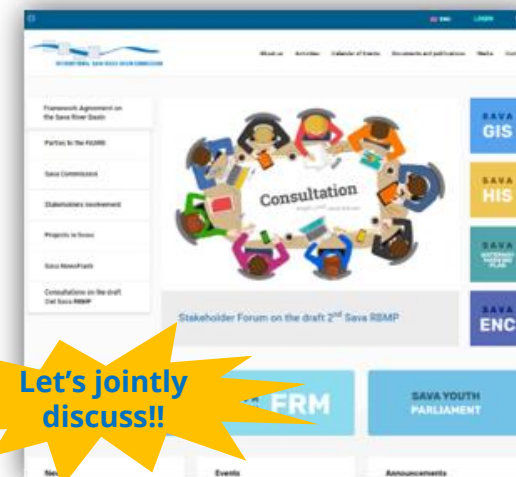 ENG
LOGIN
INTERNATIONAL SAVA RIVER BASIN COMMISSION
About us Activities Calendar of Events Documents and publications Media
Framework Agreement on
the Sava River Basin
Parties to the FASRB
Sava Commission
Stakeholders involvement
Projects in focus
Sava NewsFlash
Consultations on the draft
2nd Sava RBMP
Consultation
SAVA
GIS
SAVA
HIS
SAVA
WATERWAY
MARKING
PLAN
SAVA
ENC
Stakeholder Forum on the draft 2nd Sava RBMP
Let's jointly
discuss!!
FRM
SAVA YOUTH
PARLIAMENT
Events
Announcements